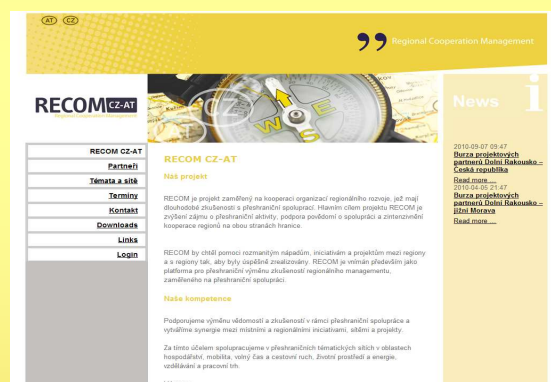 AT CZ
Regional Cooperation Management
RECOM CZ-AT
Regional Cooperation Management
CZ
W E S
News i
RECOM CZ-AT
Partneři
Témata a sítě
Termíny
Kontakt
Downloads
Links
Login
RECOM CZ-AT
Náš projekt
RECOM je projekt zaměřený na kooperaci organizací regionálního rozvoje, jež mají
dlouhodobé zkušenosti s přeshraniční spoluprací. Hlavním cílem projektu RECOM je
zvýšení zájmu o přeshraniční aktivity, podpora povědomí o spolupráci a zintenzivnění
kooperace regionů na obou stranách hranice.
RECOM by chtěl pomoci rozmanitým nápadům, iniciativám a projektům mezi regiony
a s regiony tak, aby byly úspěšně zrealizovány. RECOM je vnímán především jako
platforma pro přeshraniční výměnu zkušeností regionálního managementu,
zaměřeného na přeshraniční spolupráci.
Naše kompetence
Podporujeme výměnu vědomostí a zkušeností v rámci přeshraniční spolupráce a
vytváříme synergie mezi místními a regionálními iniciativami, sítěmi a projekty.
Za tímto účelem spolupracujeme v přeshraničních tématických sítích v oblastech
hospodářství, mobilita, volný čas a cestovní ruch, životní prostředí a energie,
vzdělávání a pracovní trh.
2010-09-07 09:47
Burza projektových
partnerů Dolní Rakousko –
Česká republika
Read more ...
2010-04-05 21:47
Burza projektových
partnerů Dolní Rakousko –
jižní Morava
Read more ...